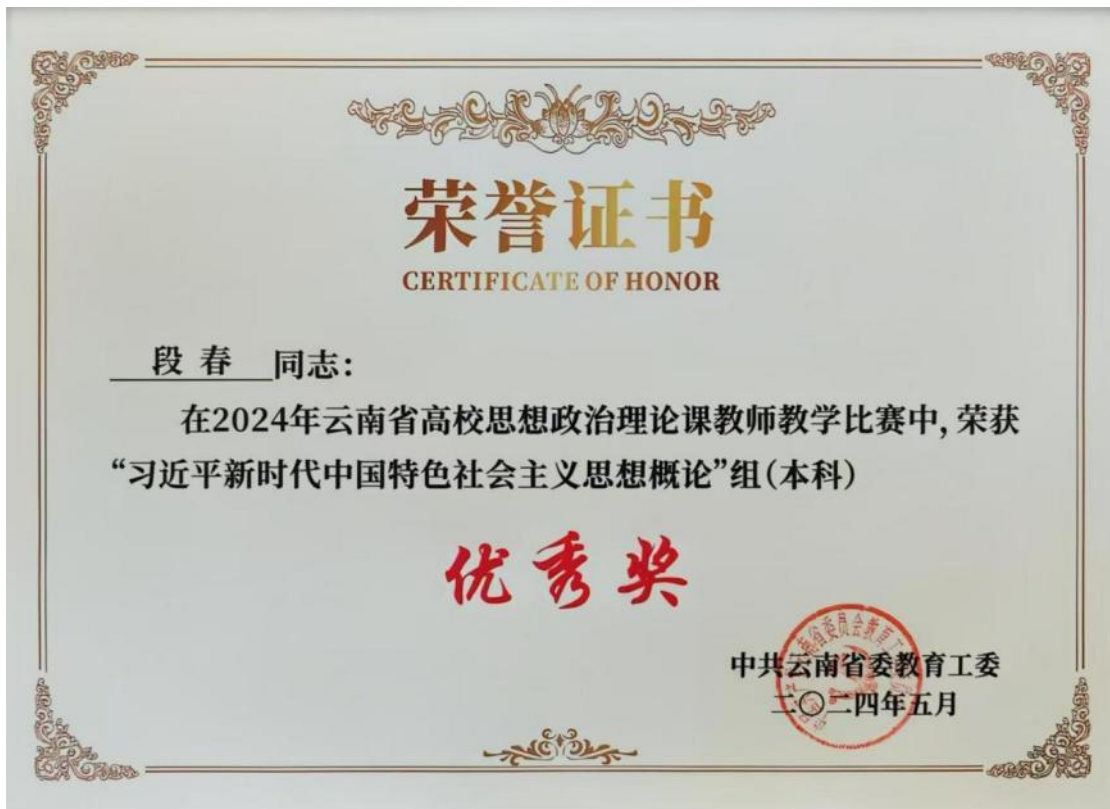 荣誉证书
CERTIFICATE OF HONOR
段春 同志：
在2024年云南省高校思想政治理论课教师教学比赛中，荣获
“习近平新时代中国特色社会主义思想概论”组（本科）
优秀奖
中共云南省委教育工委
二〇二四年五月